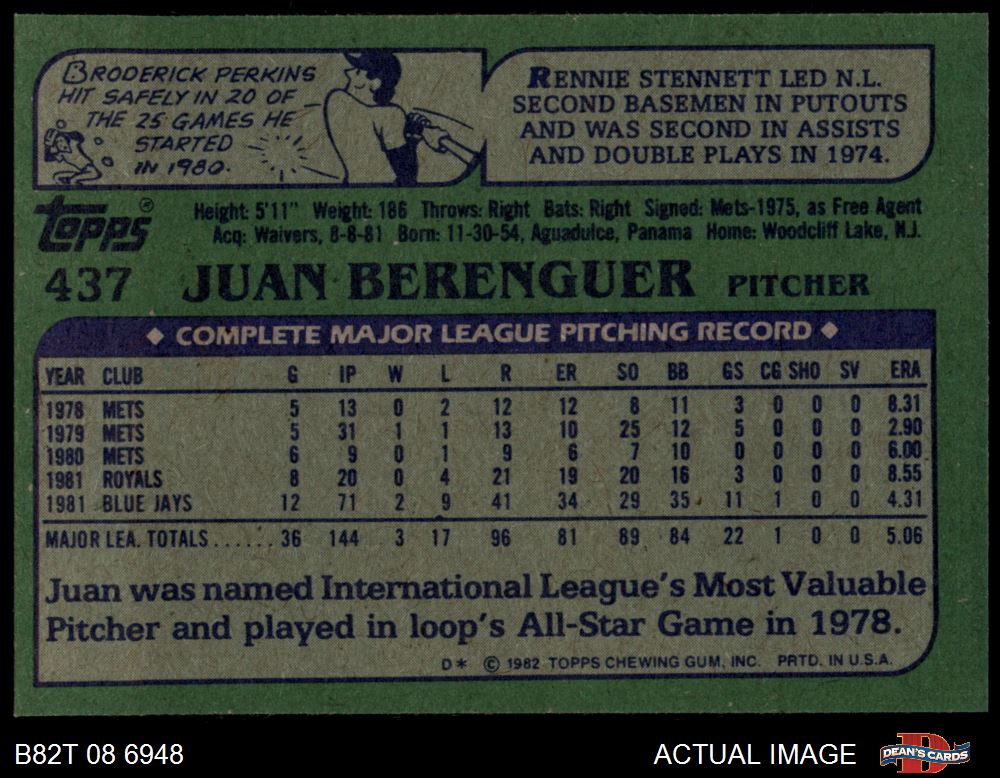 BRODERICK PERKINS
HIT SAFELY IN 20 OF
THE 25 GAMES HE
STARTED
IN 1980.
RENNIE STENNETT LED N.L.
SECOND BASEMEN IN PUTOUTS
AND WAS SECOND IN ASSISTS
AND DOUBLE PLAYS IN 1974.
topps®
Height: 5'11" Weight: 186 Throws: Right Bats: Right Signed: Mets-1975, as Free Agent
Acq: Waivers, 8-8-81 Born: 11-30-54, Aguadulce, Panama Home: Woodcliff Lake, N.J.
437 JUAN BERENGUER PITCHER
◆ COMPLETE MAJOR LEAGUE PITCHING RECORD ◆
YEAR CLUB G IP W L R ER SO BB GS CG SHO SV ERA
1978 METS 5 13 0 2 12 12 8 11 3 0 0 0 8.31
1979 METS 5 31 1 1 13 10 25 12 5 0 0 0 2.90
1980 METS 6 9 0 1 9 6 7 10 0 0 0 0 6.00
1981 ROYALS 8 20 0 4 21 19 20 16 3 0 0 0 8.55
1981 BLUE JAYS 12 71 2 9 41 34 29 35 11 1 0 0 4.31
MAJOR LEA. TOTALS...... 36 144 3 17 96 81 89 84 22 1 0 0 5.06
Juan was named International League's Most Valuable
Pitcher and played in loop's All-Star Game in 1978.
D* © 1982 TOPPS CHEWING GUM, INC. PRTD. IN U.S.A.
B82T 08 6948
ACTUAL IMAGE
DEAN'S CARDS